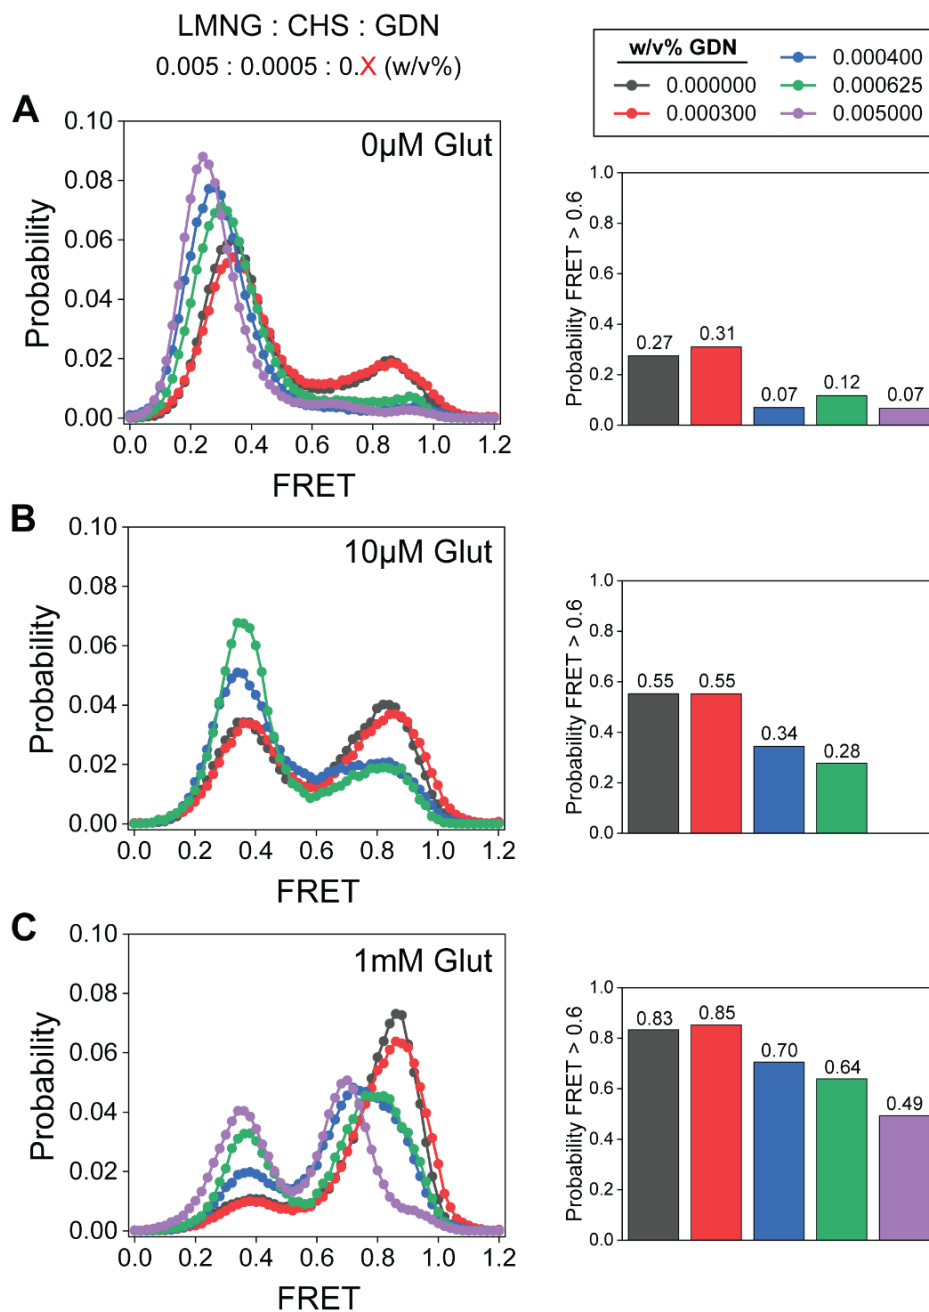 LMNG : CHS : GDN
0.005 : 0.0005 : 0.X (w/v%)
w/v% GDN
0.000000
0.000300
0.000400
0.000625
0.005000
A
0µM Glut
Probability
0.10
0.08
0.06
0.04
0.02
0.00
0.0 0.2 0.4 0.6 0.8 1.0 1.2
FRET
Probability FRET > 0.6
1.0
0.8
0.6
0.4
0.2
0.0
0.27
0.31
0.07
0.12
0.07
B
10µM Glut
Probability
0.10
0.08
0.06
0.04
0.02
0.00
0.0 0.2 0.4 0.6 0.8 1.0 1.2
FRET
Probability FRET > 0.6
1.0
0.8
0.6
0.4
0.2
0.0
0.55
0.55
0.34
0.28
C
1mM Glut
Probability
0.10
0.08
0.06
0.04
0.02
0.00
0.0 0.2 0.4 0.6 0.8 1.0 1.2
FRET
Probability FRET > 0.6
1.0
0.8
0.6
0.4
0.2
0.0
0.83
0.85
0.70
0.64
0.49